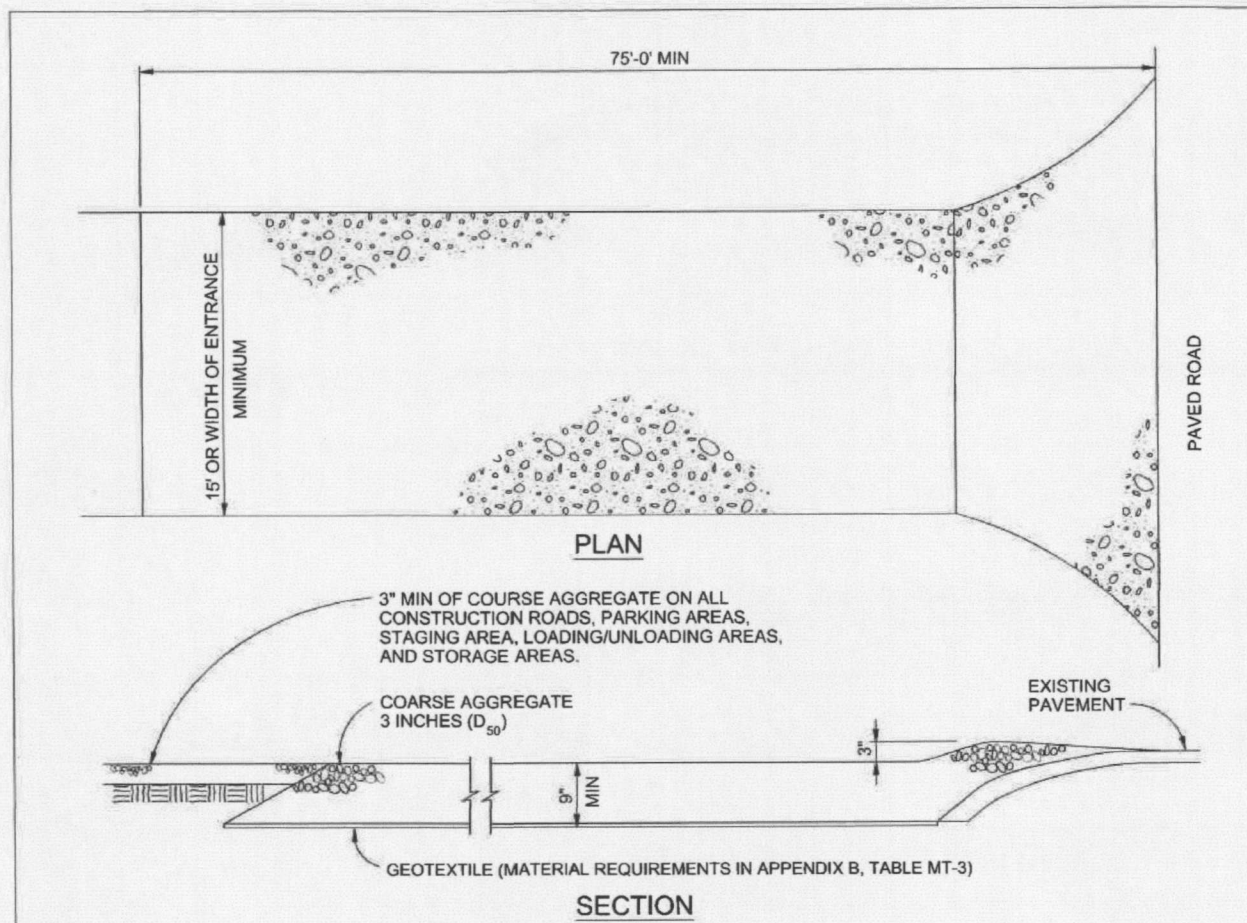 75'-0' MIN
15' OR WIDTH OF ENTRANCE
MINIMUM
PAVED ROAD
PLAN
3" MIN OF COURSE AGGREGATE ON ALL
CONSTRUCTION ROADS, PARKING AREAS,
STAGING AREA, LOADING/UNLOADING AREAS,
AND STORAGE AREAS.
COARSE AGGREGATE
3 INCHES (D50)
EXISTING
PAVEMENT
3"
9"
MIN
GEOTEXTILE (MATERIAL REQUIREMENTS IN APPENDIX B, TABLE MT-3)
SECTION